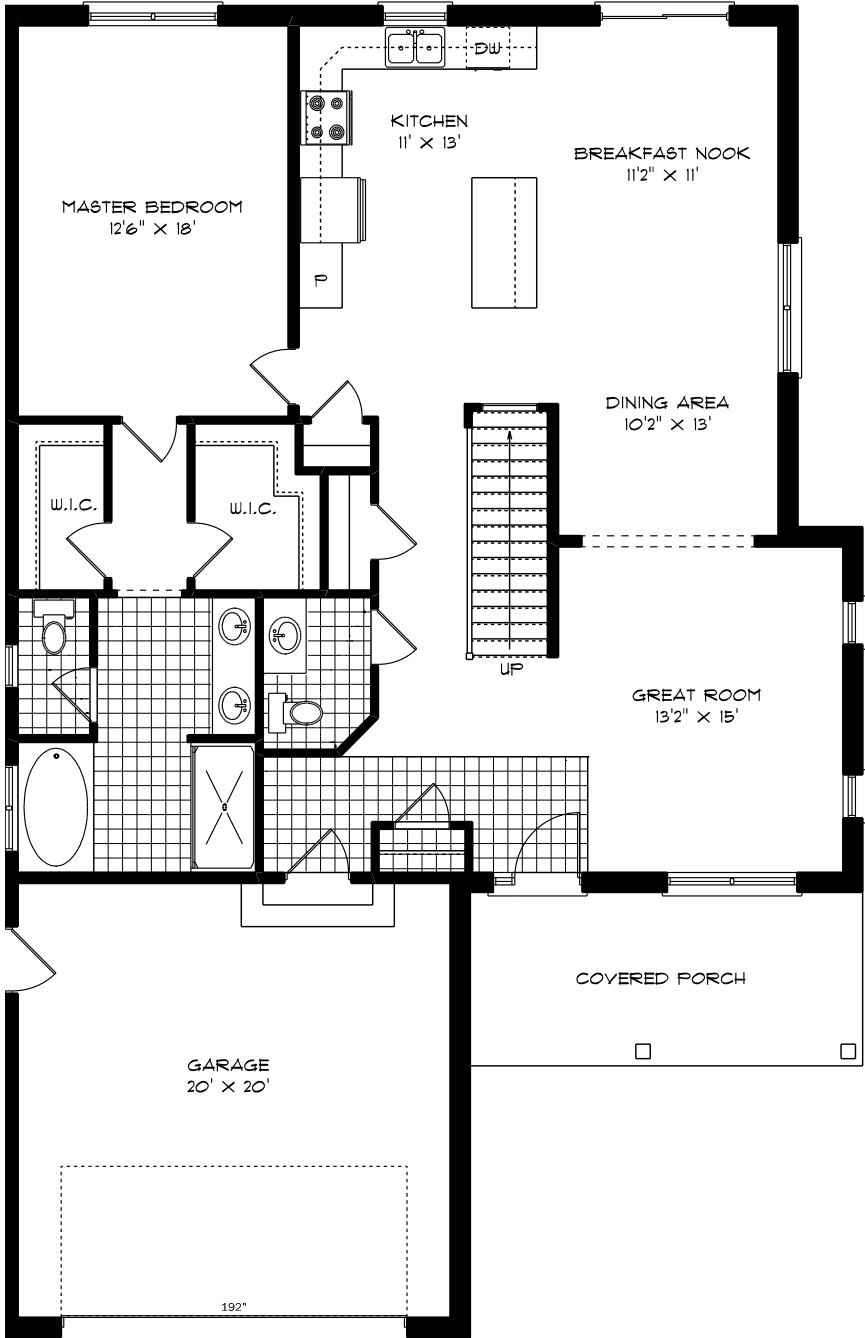 DW
KITCHEN
11' X 13'
BREAKFAST NOOK
11'2" X 11'
MASTER BEDROOM
12'6" X 18'
P
DINING AREA
10'2" X 13'
W.I.C.
W.I.C.
UP
GREAT ROOM
13'2" X 15'
COVERED PORCH
GARAGE
20' X 20'
192"